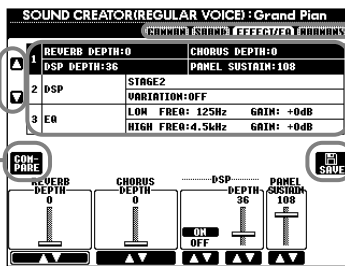 SOUND CREATOR(REGULAR VOICE):Grand Pian
COMMON SOUND EFFECT/EQ HARMONY
1 REVERB DEPTH:0 CHORUS DEPTH:0
DSP DEPTH:36 PANEL SUSTAIN:108
2 DSP STAGE2
VARIATION:OFF
3 EQ LOW FREQ: 125Hz GAIN: +0dB
HIGH FREQ:4.5kHz GAIN: +0dB
COM-
PARE
SAVE
REVERB CHORUS DSP PANEL
DEPTH DEPTH DEPTH SUSTAIN
0 0 36 108
ON
OFF